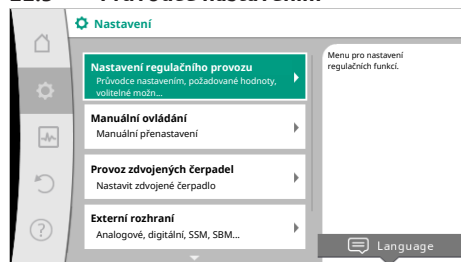 Nastavení
Nastavení regulačního provozu
Průvodce nastavením, požadované hodnoty,
volitelné možn...
Manuální ovládání
Manuální přenastavení
Provoz zdvojených čerpadel
Nastavit zdvojené čerpadlo
Externí rozhraní
Analogové, digitální, SSM, SBM...
Menu pro nastavení
regulačních funkcí.
Language